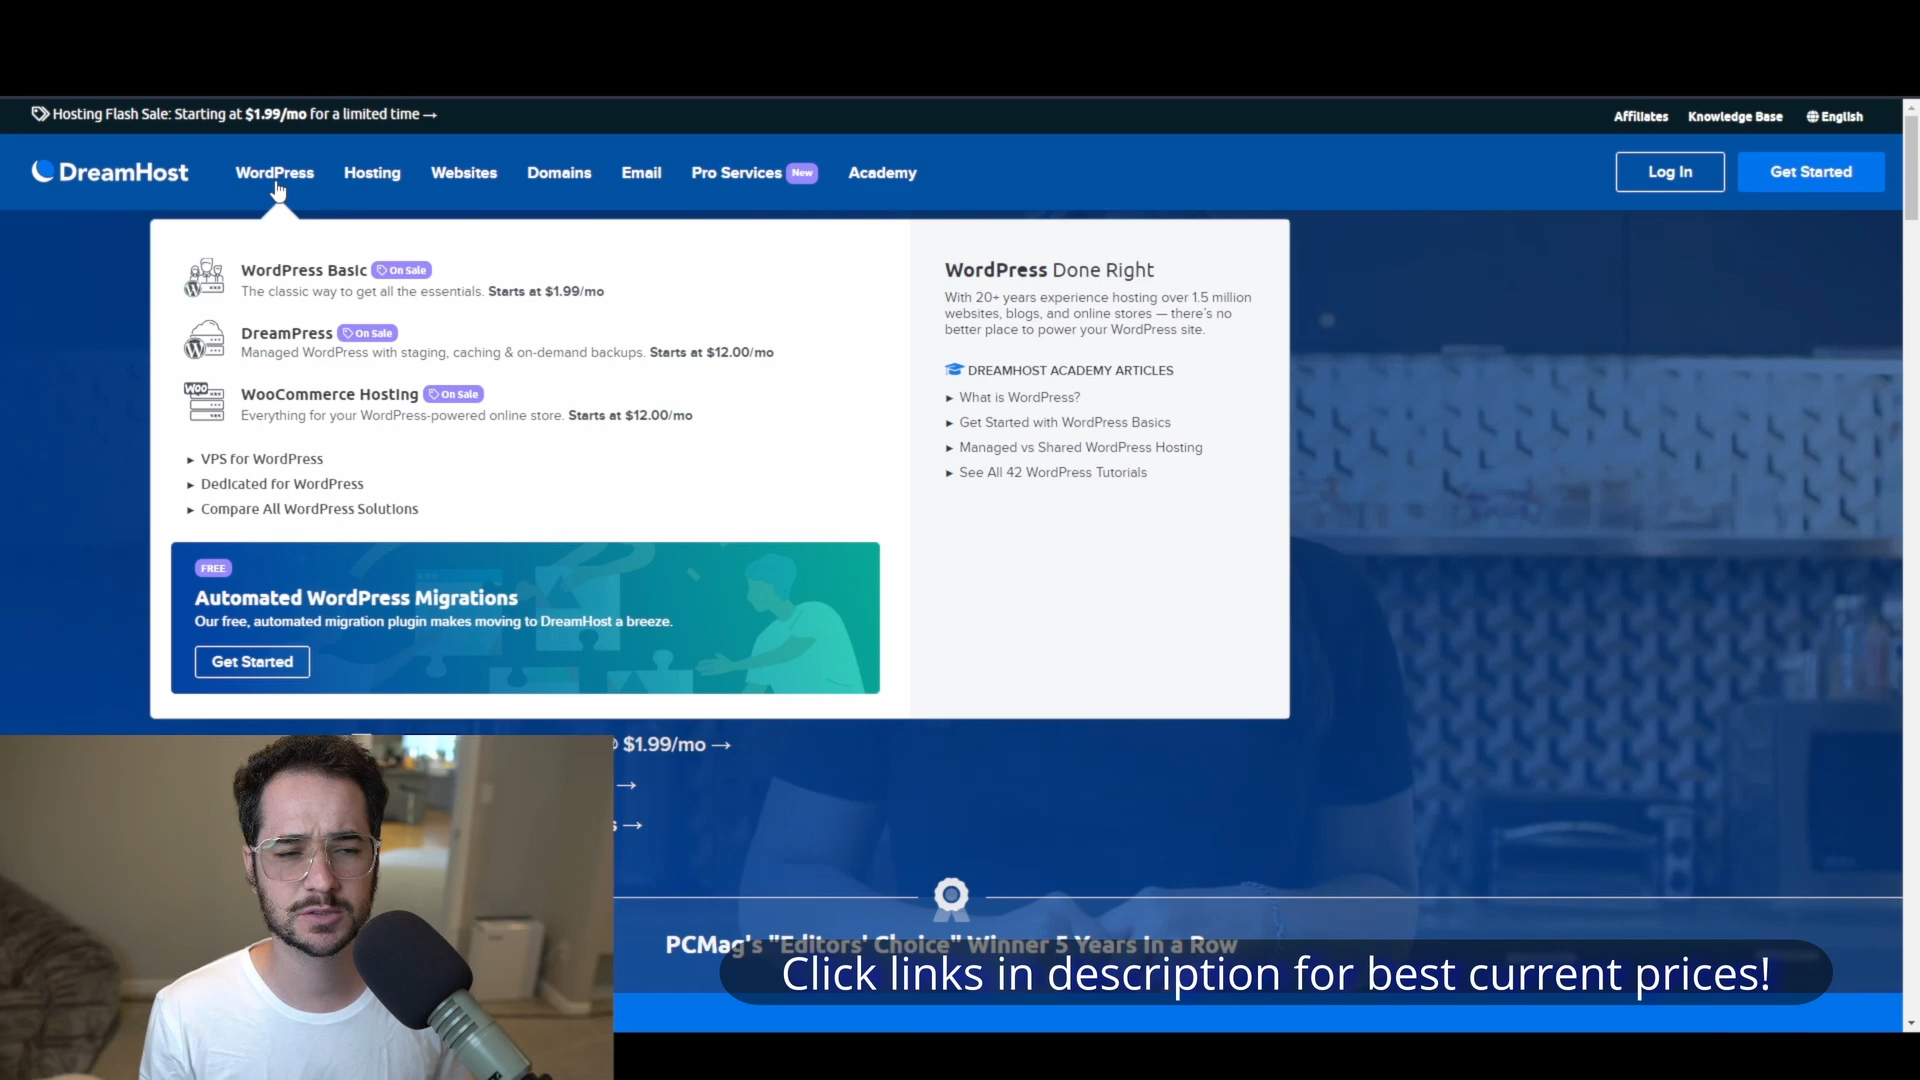 Hosting Flash Sale: Starting at $1.99/mo for a limited time →
Affiliates Knowledge Base English
DreamHost WordPress Hosting Websites Domains Email Pro Services New Academy Log In Get Started
WordPress Basic On Sale
The classic way to get all the essentials. Starts at $1.99/mo
DreamPress On Sale
Managed WordPress with staging, caching & on-demand backups. Starts at $12.00/mo
WOO
WooCommerce Hosting On Sale
Everything for your WordPress-powered online store. Starts at $12.00/mo
► VPS for WordPress
► Dedicated for WordPress
► Compare All WordPress Solutions
FREE
Automated WordPress Migrations
Our free, automated migration plugin makes moving to DreamHost a breeze.
Get Started
WordPress Done Right
With 20+ years experience hosting over 1.5 million
websites, blogs, and online stores — there's no
better place to power your WordPress site.
DREAMHOST ACADEMY ARTICLES
► What is WordPress?
► Get Started with WordPress Basics
► Managed vs Shared WordPress Hosting
► See All 42 WordPress Tutorials
$1.99/mo →
→
s →
PCMag's "Editors' Choice" Winner 5 Years In a Row
Click links in description for best current prices!